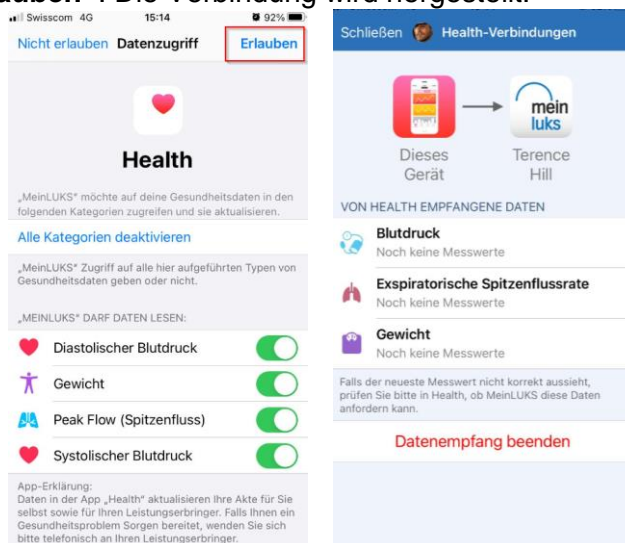 auben“. Die Verbindung wird hergestellt.
Swisscom 4G 15:14 92%
Nicht erlauben Datenzugriff Erlauben
Health
„MeinLUKS“ möchte auf deine Gesundheitsdaten in den
folgenden Kategorien zugreifen und sie aktualisieren.
Alle Kategorien deaktivieren
„MeinLUKS“ Zugriff auf alle hier aufgeführten Typen von
Gesundheitsdaten geben oder nicht.
„MEINLUKS“ DARF DATEN LESEN:
Diastolischer Blutdruck
Gewicht
Peak Flow (Spitzenfluss)
Systolischer Blutdruck
App-Erklärung:
Daten in der App „Health“ aktualisieren Ihre Akte für Sie
selbst sowie für Ihren Leistungserbringer. Falls Ihnen ein
Gesundheitsproblem Sorgen bereitet, wenden Sie sich
bitte telefonisch an Ihren Leistungserbringer.
Schließen Health-Verbindungen
mein
luks
Dieses
Gerät
Terence
Hill
VON HEALTH EMPFANGENE DATEN
Blutdruck
Noch keine Messwerte
Exspiratorische Spitzenflussrate
Noch keine Messwerte
Gewicht
Noch keine Messwerte
Falls der neueste Messwert nicht korrekt aussieht,
prüfen Sie bitte in Health, ob MeinLUKS diese Daten
anfordern kann.
Datenempfang beenden